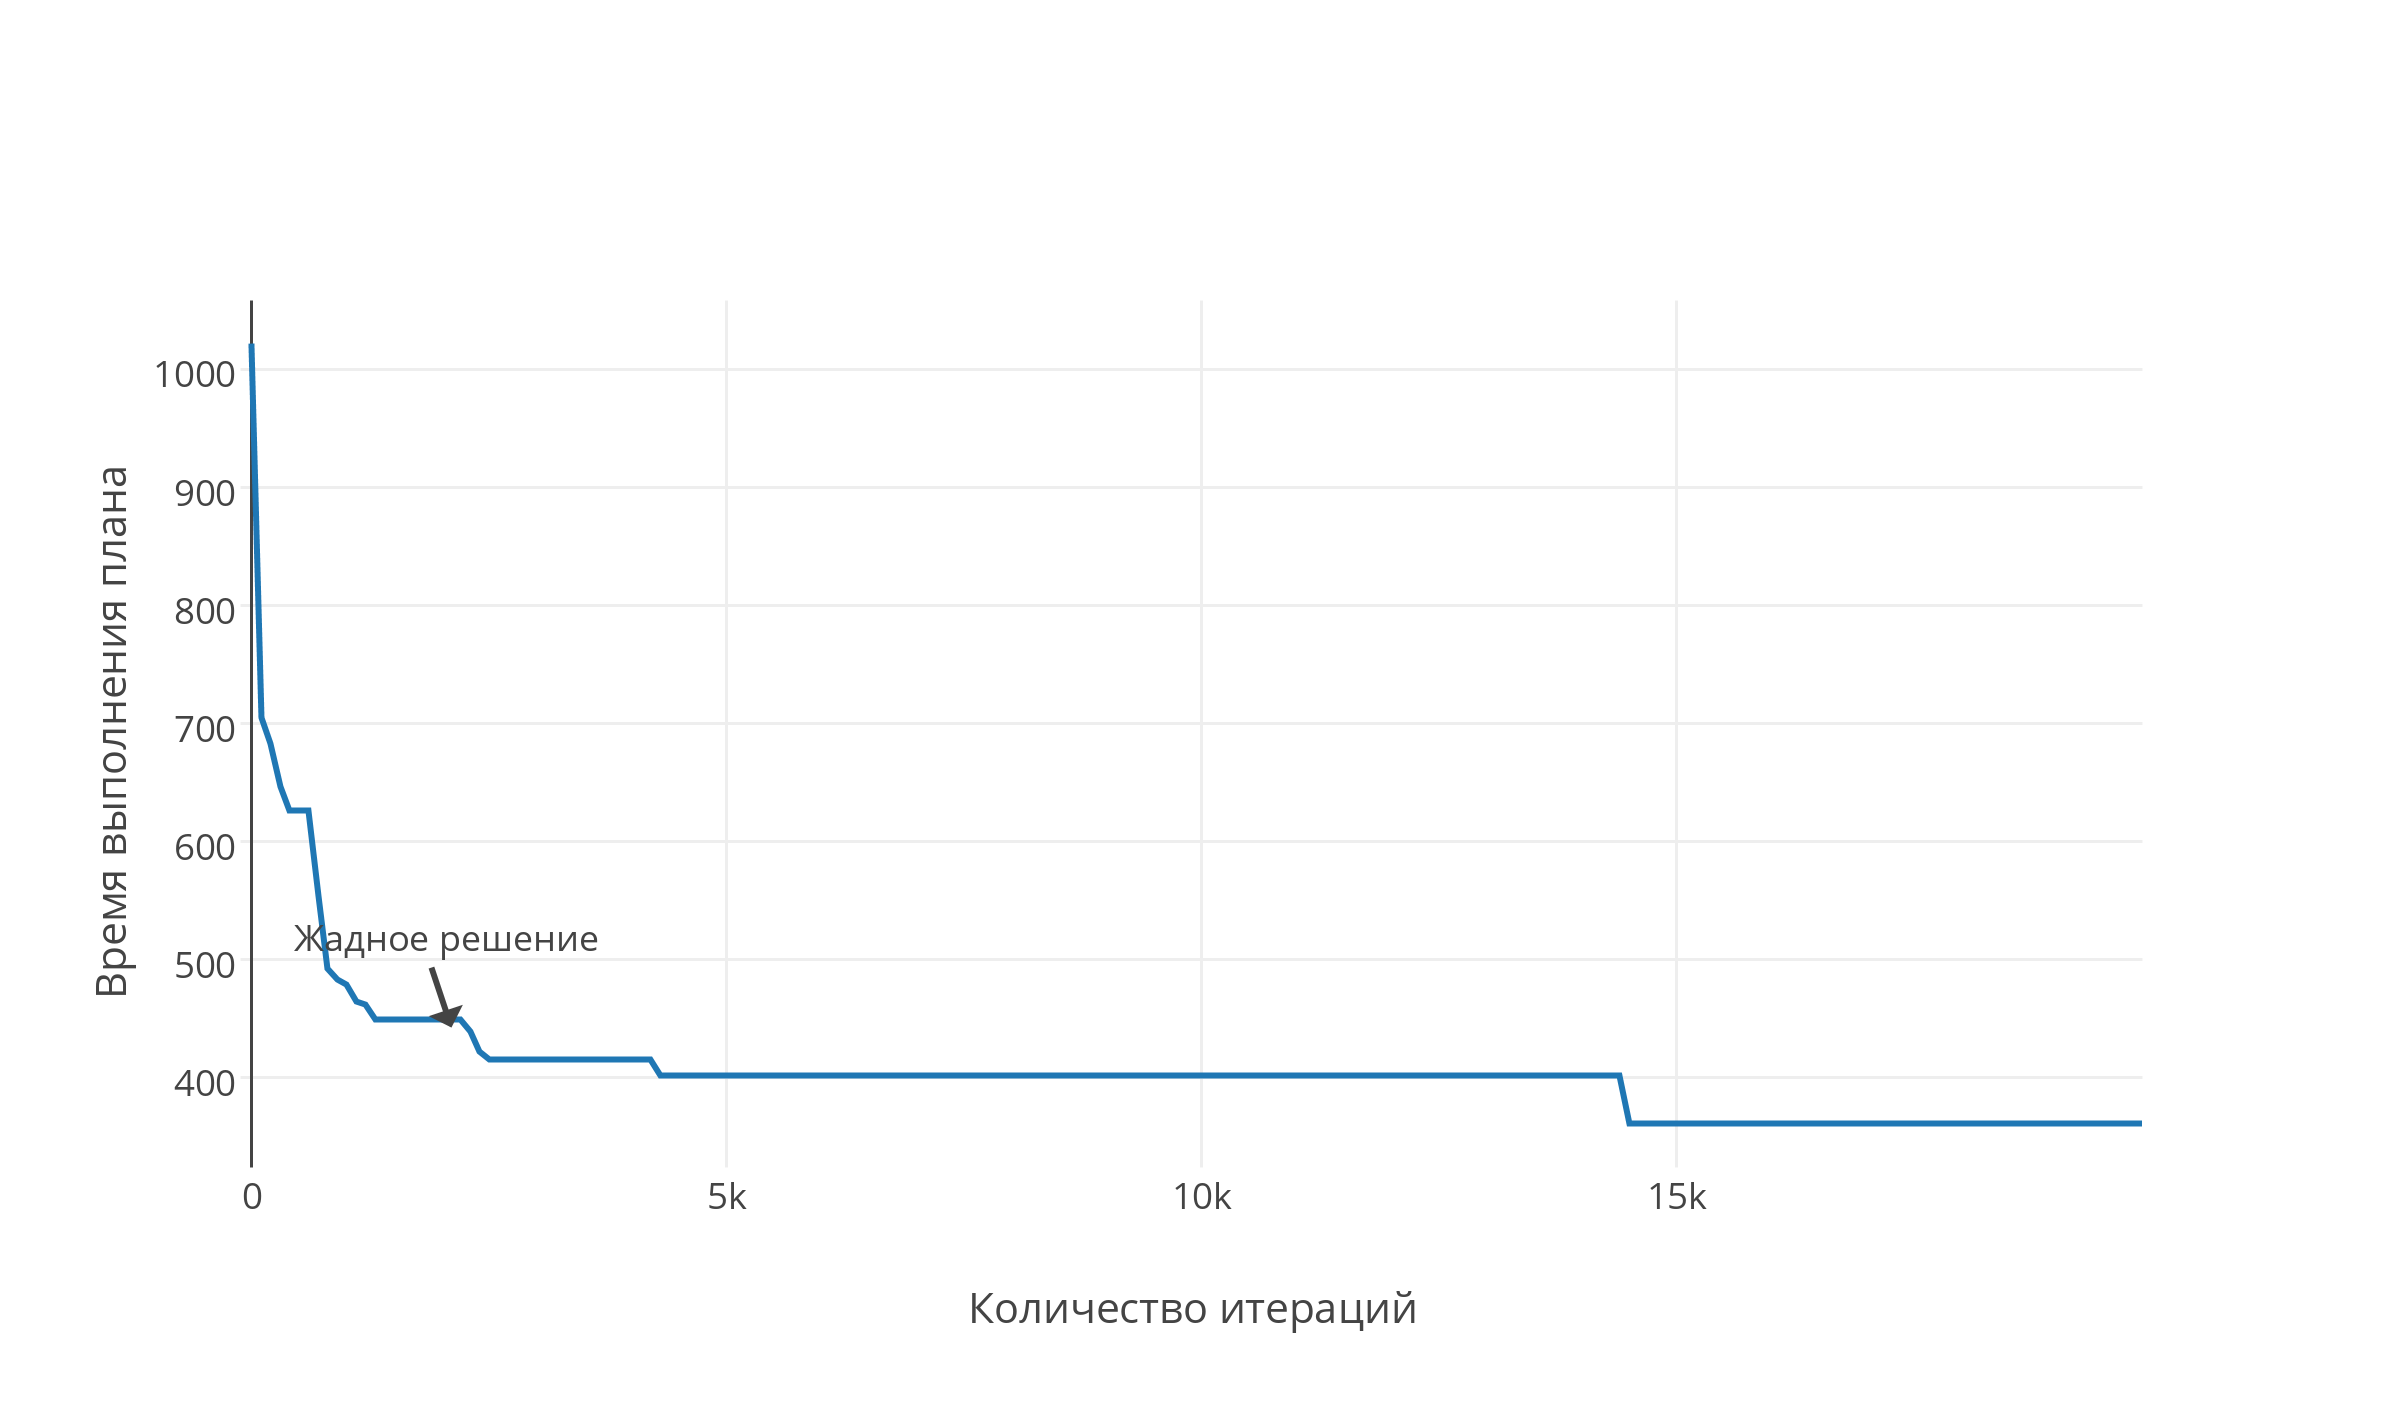 Время выполнения плана
1000
900
800
700
600
500
400
Жадное решение
0
5k
10k
15k
Количество итераций